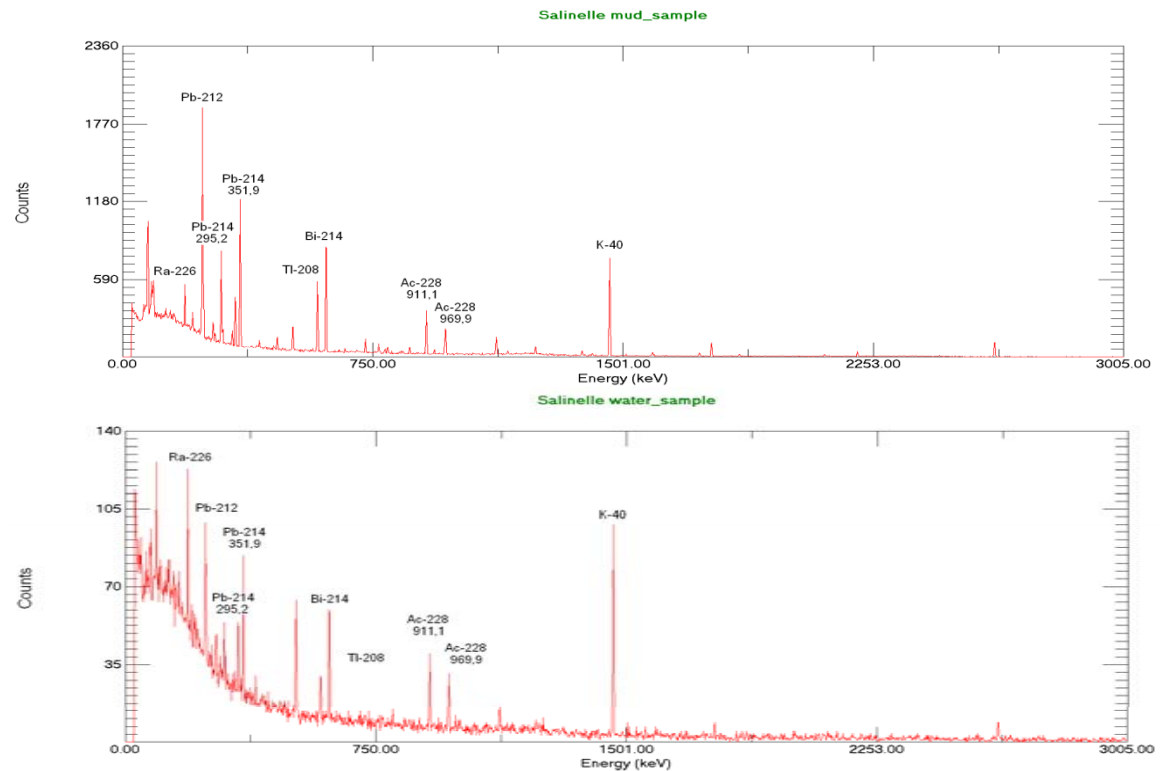 Salinelle mud_sample
2360
1770
1180
590
0
Counts
Pb-212
Pb-214
351,9
Pb-214
295,2
Ra-226
Bi-214
Tl-208
Ac-228
911,1
Ac-228
969,9
K-40
0.00
750.00
1501.00
2253.00
3005.00
Energy (keV)
Salinelle water_sample
140
105
70
35
Counts
Ra-226
Pb-212
Pb-214
351,9
Pb-214
295,2
Bi-214
Tl-208
Ac-228
911,1
Ac-228
969,9
K-40
0.00
750.00
1501.00
2253.00
3005.00
Energy (keV)